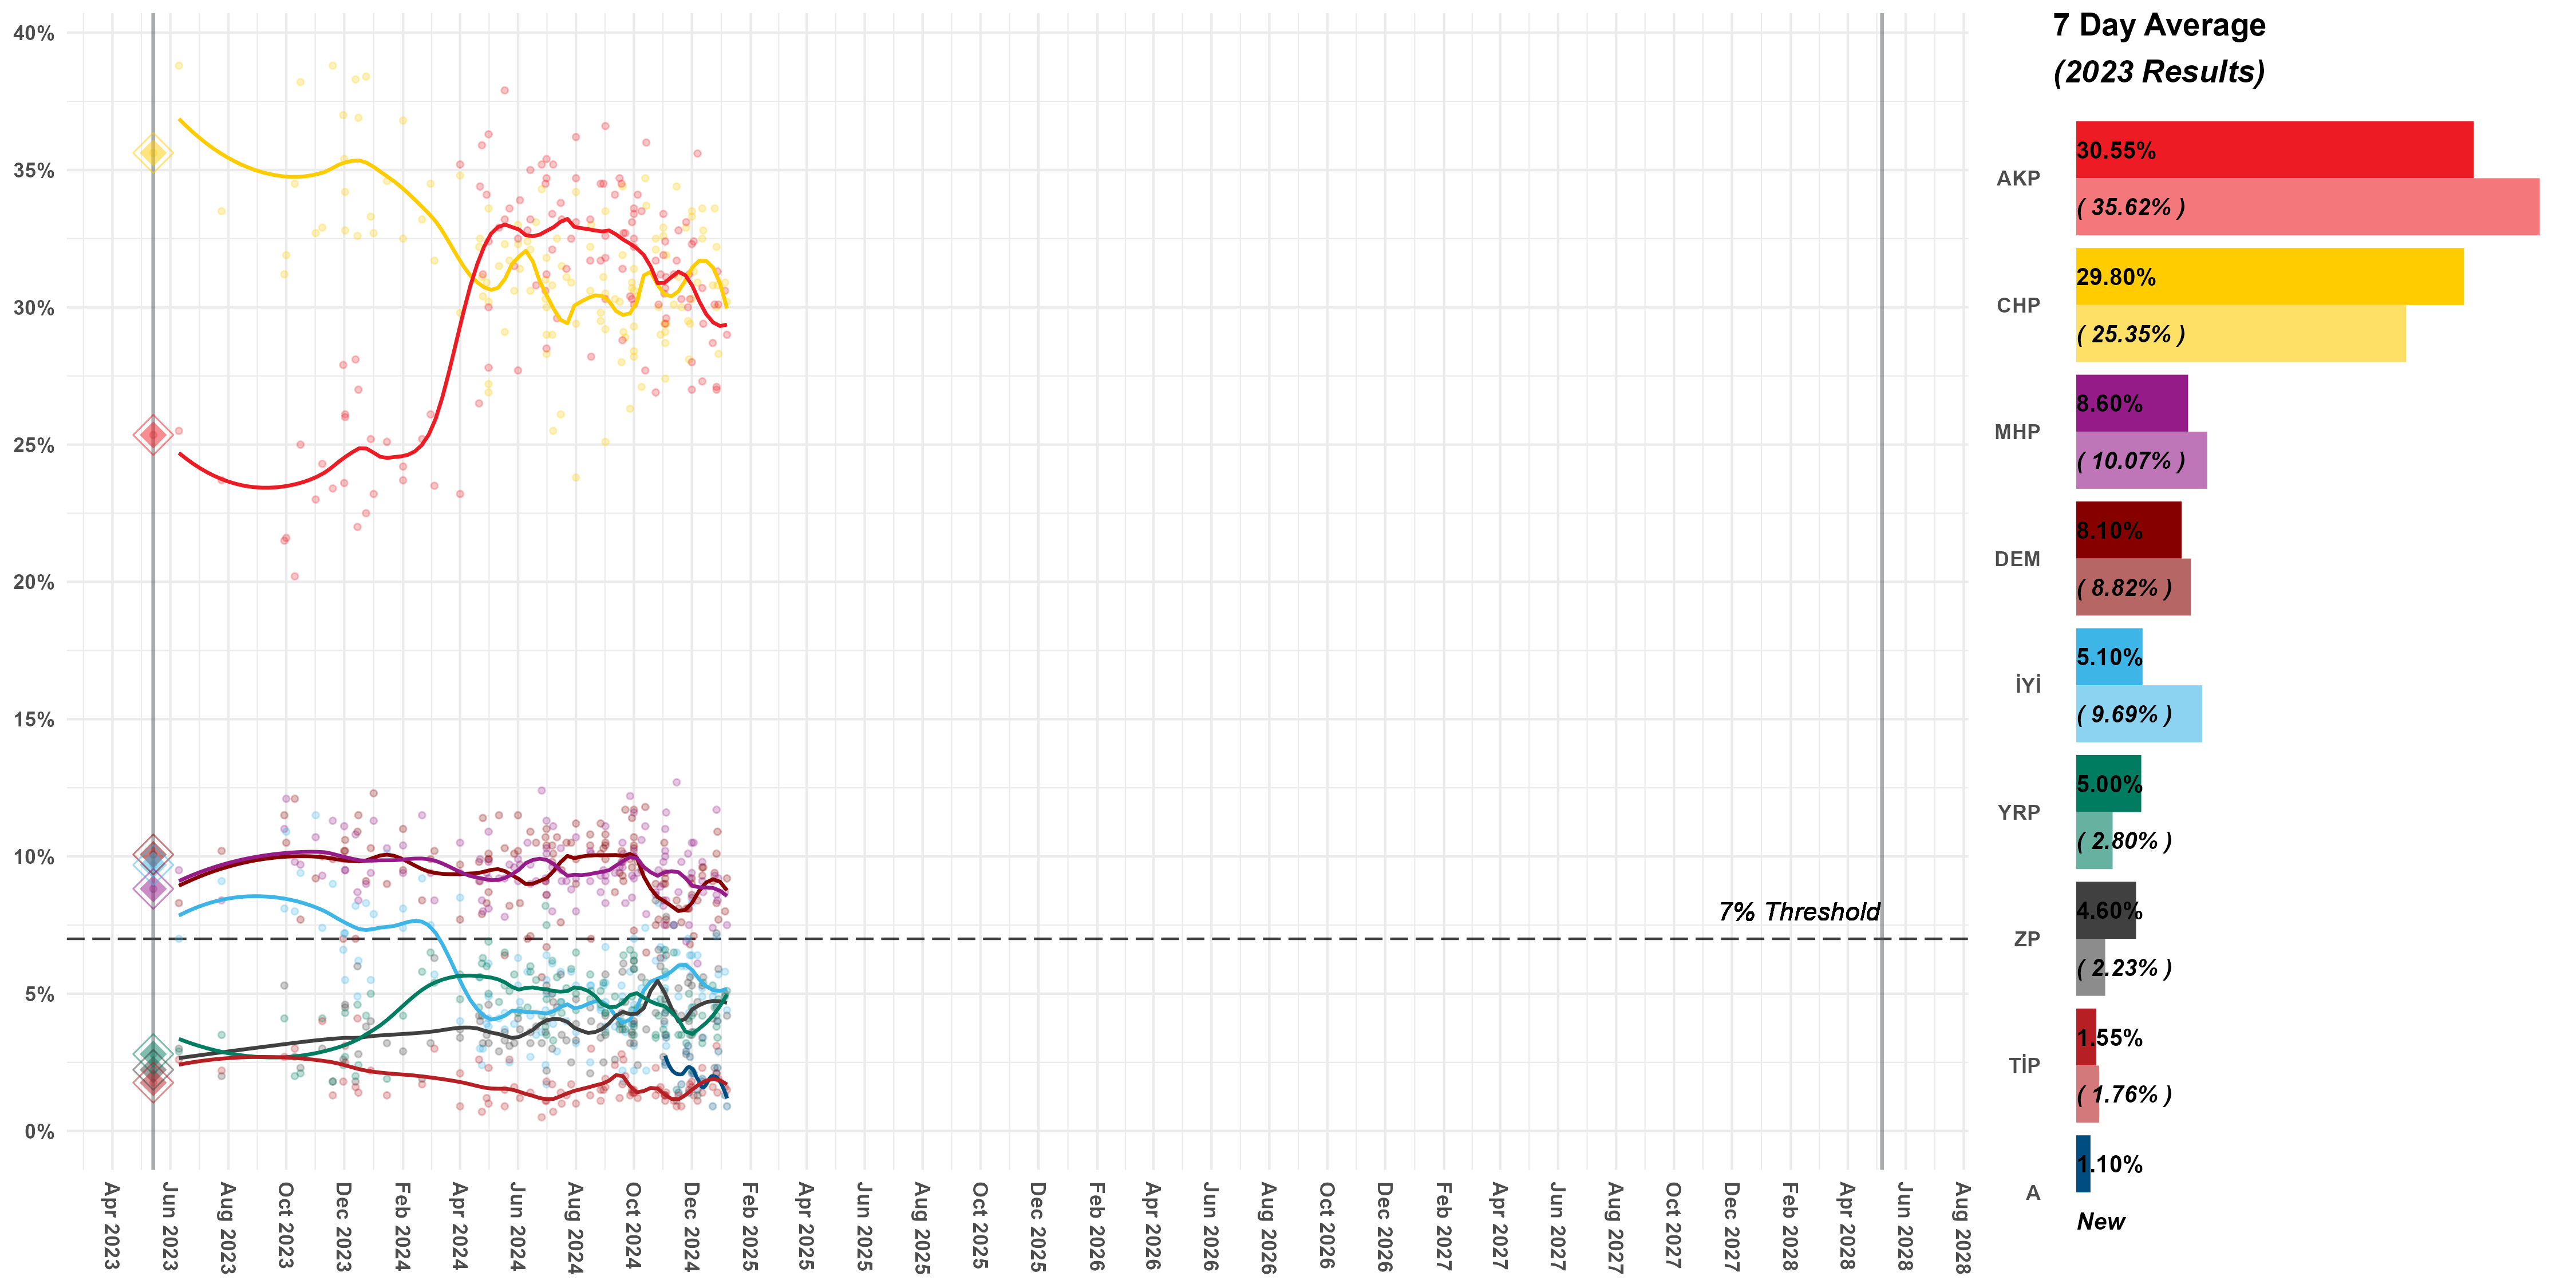 40%
35%
30%
25%
20%
15%
10%
5%
0%
7% Threshold
Apr 2023
Jun 2023
Aug 2023
Oct 2023
Dec 2023
Feb 2024
Apr 2024
Jun 2024
Aug 2024
Oct 2024
Dec 2024
Feb 2025
Apr 2025
Jun 2025
Aug 2025
Oct 2025
Dec 2025
Feb 2026
Apr 2026
Jun 2026
Aug 2026
Oct 2026
Dec 2026
Feb 2027
Apr 2027
Jun 2027
Aug 2027
Oct 2027
Dec 2027
Feb 2028
Apr 2028
Jun 2028
Aug 2028
7 Day Average
(2023 Results)
AKP
30.55%
( 35.62% )
CHP
29.80%
( 25.35% )
MHP
8.60%
( 10.07% )
DEM
8.10%
( 8.82% )
İYİ
5.10%
( 9.69% )
YRP
5.00%
( 2.80% )
ZP
4.60%
( 2.23% )
TİP
1.55%
( 1.76% )
A
1.10%
New